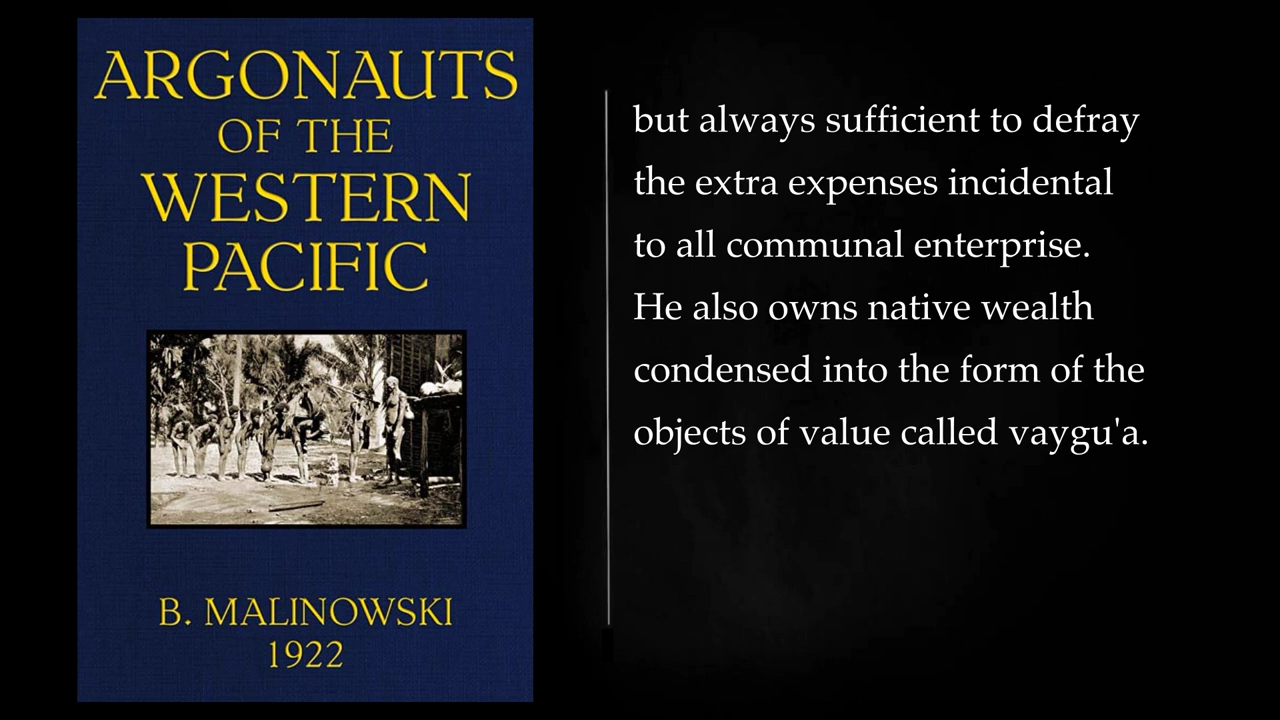 ARGONAUTS
OF THE
WESTERN
PACIFIC
B. MALINOWSKI
1922
but always sufficient to defray
the extra expenses incidental
to all communal enterprise.
He also owns native wealth
condensed into the form of the
objects of value called vaygu'a.